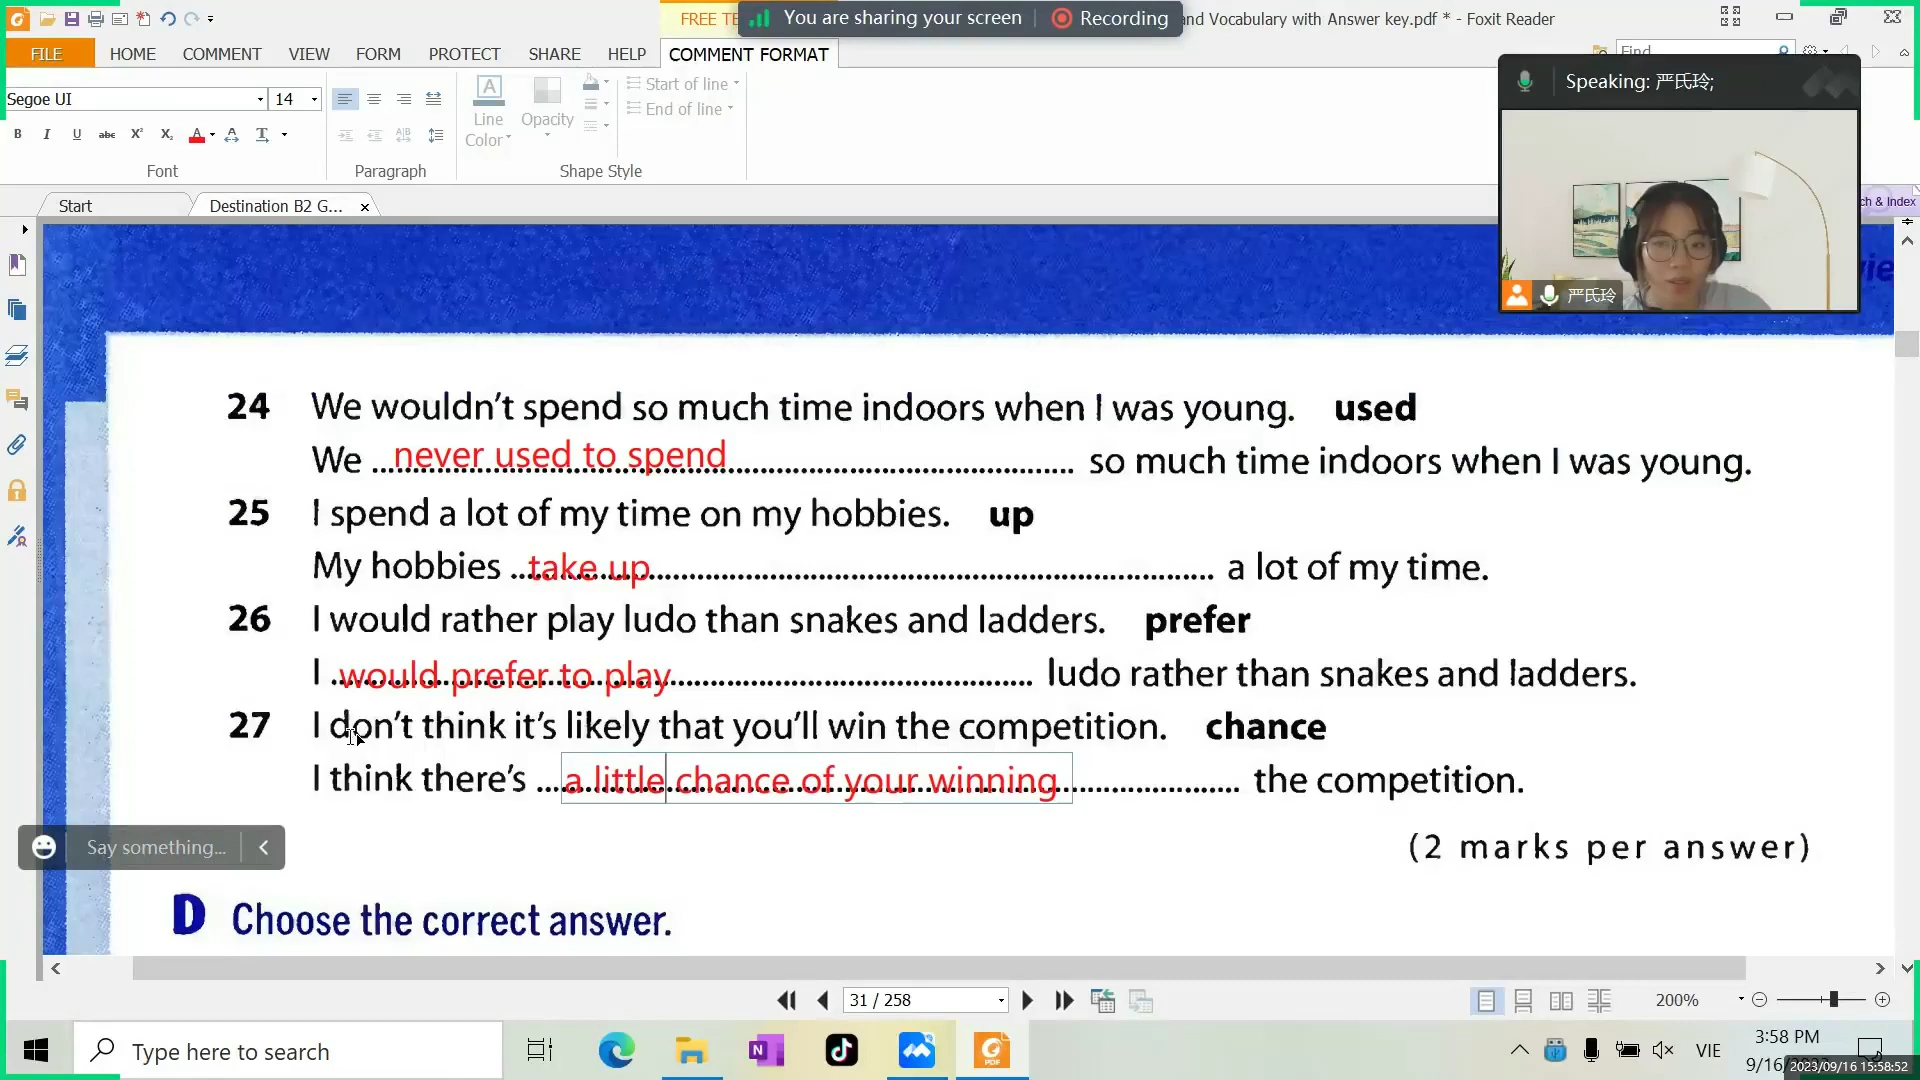 FREE TE
You are sharing your screen
Recording
nd Vocabulary with Answer key.pdf * - Foxit Reader
FILE HOME COMMENT VIEW FORM PROTECT SHARE HELP COMMENT FORMAT
Find
Segoe UI 14
Start of line
End of line
Line Color
Opacity
Font
Paragraph
Shape Style
Speaking: 严氏玲;
严氏玲
ch & Index
Start
Destination B2 G...
24 We wouldn't spend so much time indoors when I was young. used
We never used to spend so much time indoors when I was young.
25 I spend a lot of my time on my hobbies. up
My hobbies take up a lot of my time.
26 I would rather play ludo than snakes and ladders. prefer
I would prefer to play ludo rather than snakes and ladders.
27 I don't think it's likely that you'll win the competition. chance
I think there's a little chance of your winning the competition.
(2 marks per answer)
Say something...
D Choose the correct answer.
31 / 258
200%
Type here to search
VIE
3:58 PM
9/16/
2023/09/16 15:58:52